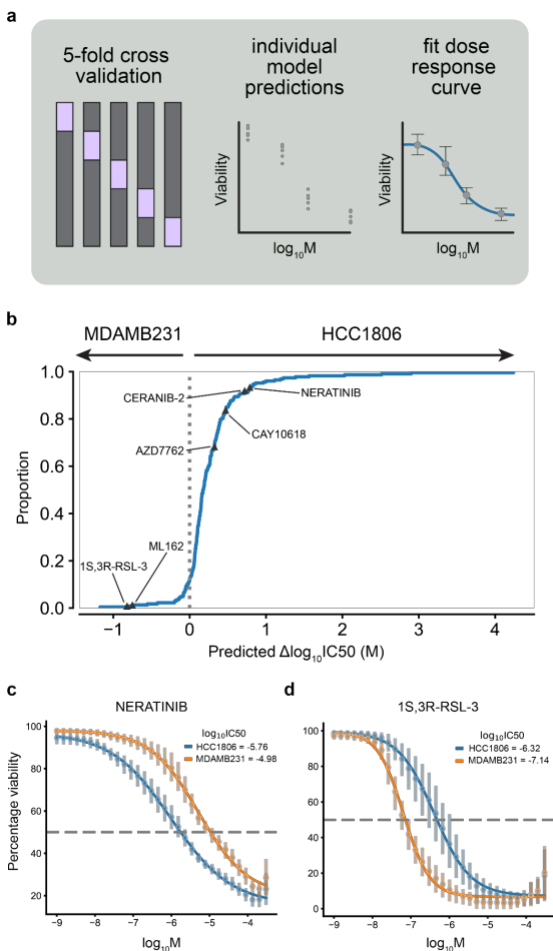 a
5-fold cross
validation
individual
model
predictions
fit dose
response
curve
Viability
log₁₀M
Viability
log₁₀M
b
MDAMB231
HCC1806
1.0
0.8
0.6
0.4
0.2
0.0
Proportion
CERANIB-2
NERATINIB
CAY10618
AZD7762
ML162
1S,3R-RSL-3
−1 0 1 2 3 4
Predicted Δlog₁₀IC50 (M)
c
NERATINIB
log₁₀IC50
HCC1806 = -5.76
MDAMB231 = -4.98
100
80
60
40
20
Percentage viability
−9 −8 −7 −6 −5 −4
log₁₀M
d
1S,3R-RSL-3
log₁₀IC50
HCC1806 = -6.32
MDAMB231 = -7.14
100
80
60
40
20
0
−9 −8 −7 −6 −5 −4
log₁₀M